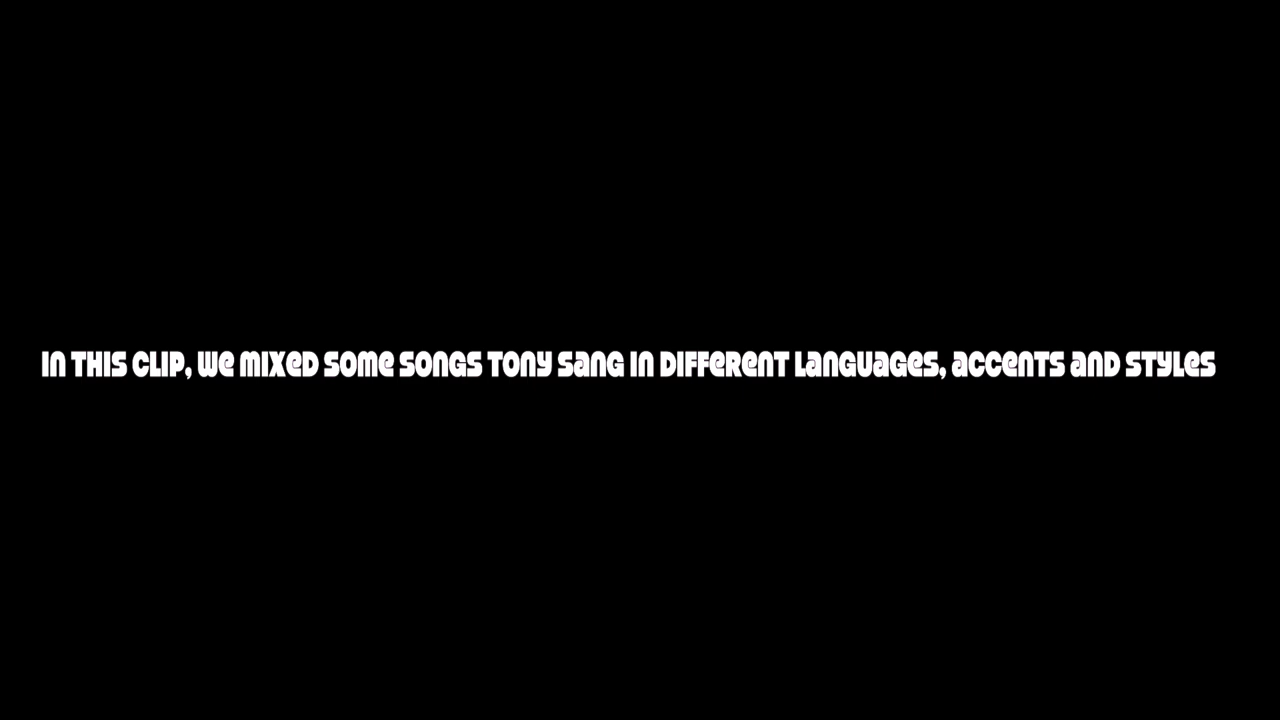 In this clip, we mixed some songs Tony sang in different languages, accents and styles